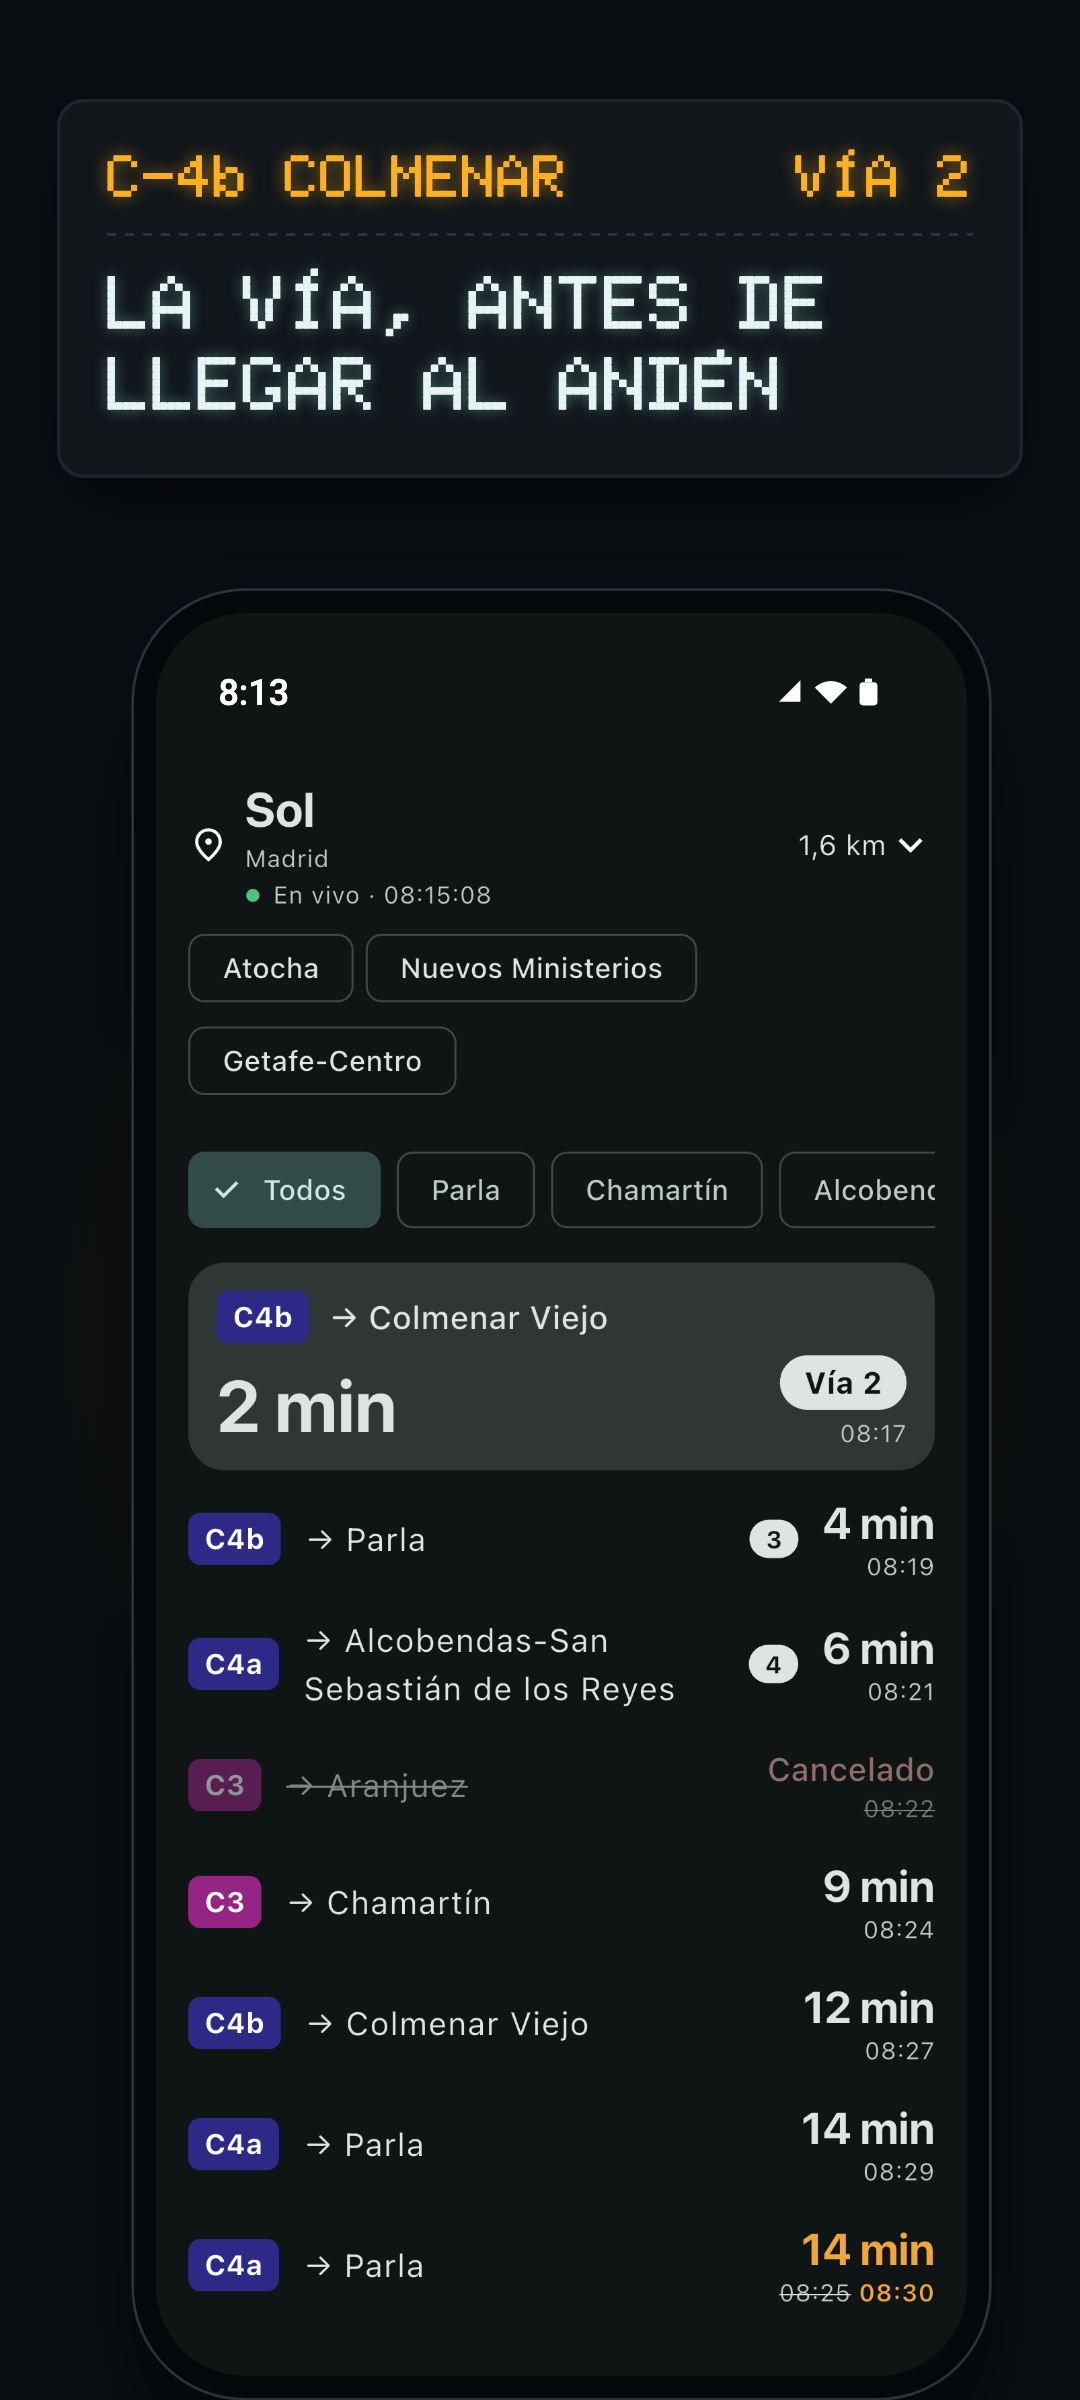 C-4b COLMENAR VÍA 2
LA VÍA, ANTES DE
LLEGAR AL ANDÉN
8:13
Sol
Madrid
En vivo · 08:15:08
1,6 km
Atocha Nuevos Ministerios
Getafe-Centro
Todos Parla Chamartín Alcobend
C4b → Colmenar Viejo
2 min Vía 2
08:17
C4b → Parla 3 4 min
08:19
C4a → Alcobendas-San
Sebastián de los Reyes 4 6 min
08:21
C3 → Aranjuez Cancelado
08:22
C3 → Chamartín 9 min
08:24
C4b → Colmenar Viejo 12 min
08:27
C4a → Parla 14 min
08:29
C4a → Parla 14 min
08:25 08:30